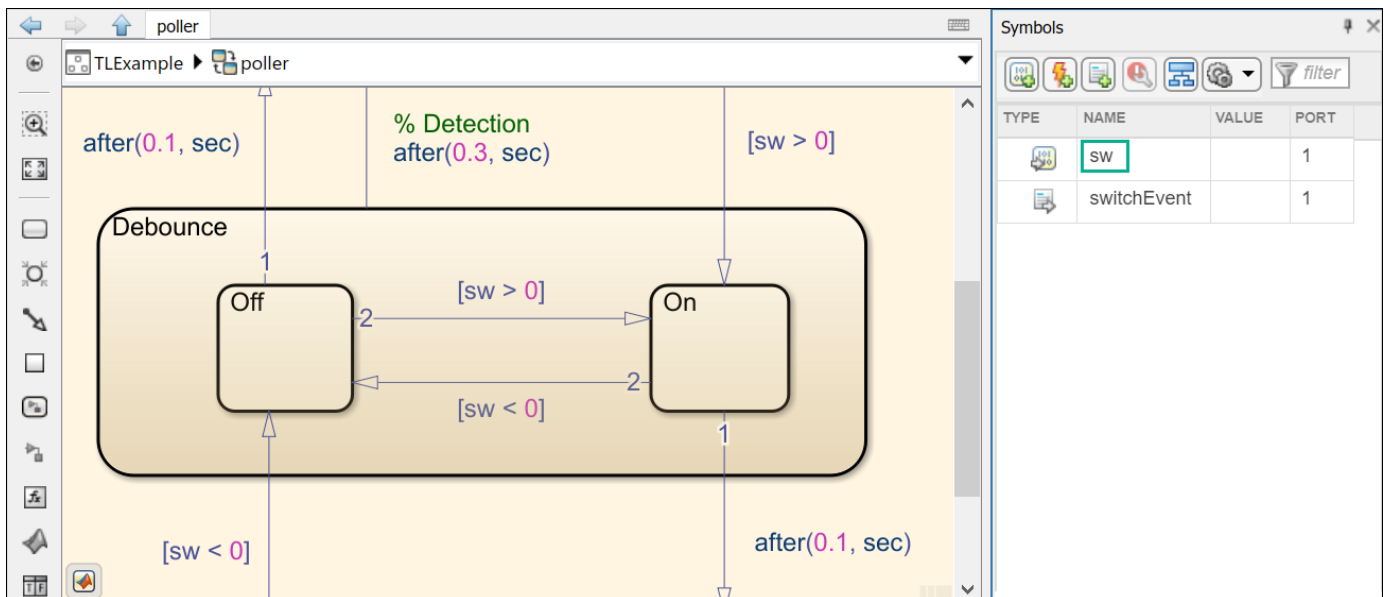 poller
Symbols
TLExample poller
filter
TYPE NAME VALUE PORT
sw 1
switchEvent 1
after(0.1, sec)
% Detection
after(0.3, sec)
[sw > 0]
Debounce
1
Off
2
[sw > 0]
On
2
[sw < 0]
1
[sw < 0]
after(0.1, sec)